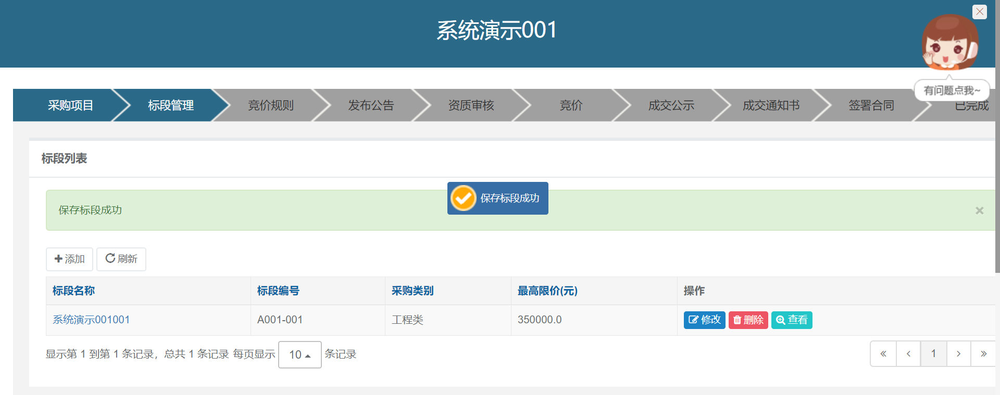 系统演示001
有问题点我~
采购项目 标段管理 竞价规则 发布公告 资质审核 竞价 成交公示 成交通知书 签署合同 已完成
标段列表
保存标段成功
保存标段成功 ×
添加 刷新
标段名称 标段编号 采购类别 最高限价(元) 操作
系统演示001001 A001-001 工程类 350000.0 修改 删除 查看
显示第 1 到第 1 条记录，总共 1 条记录 每页显示 10 条记录 « ‹ 1 › »